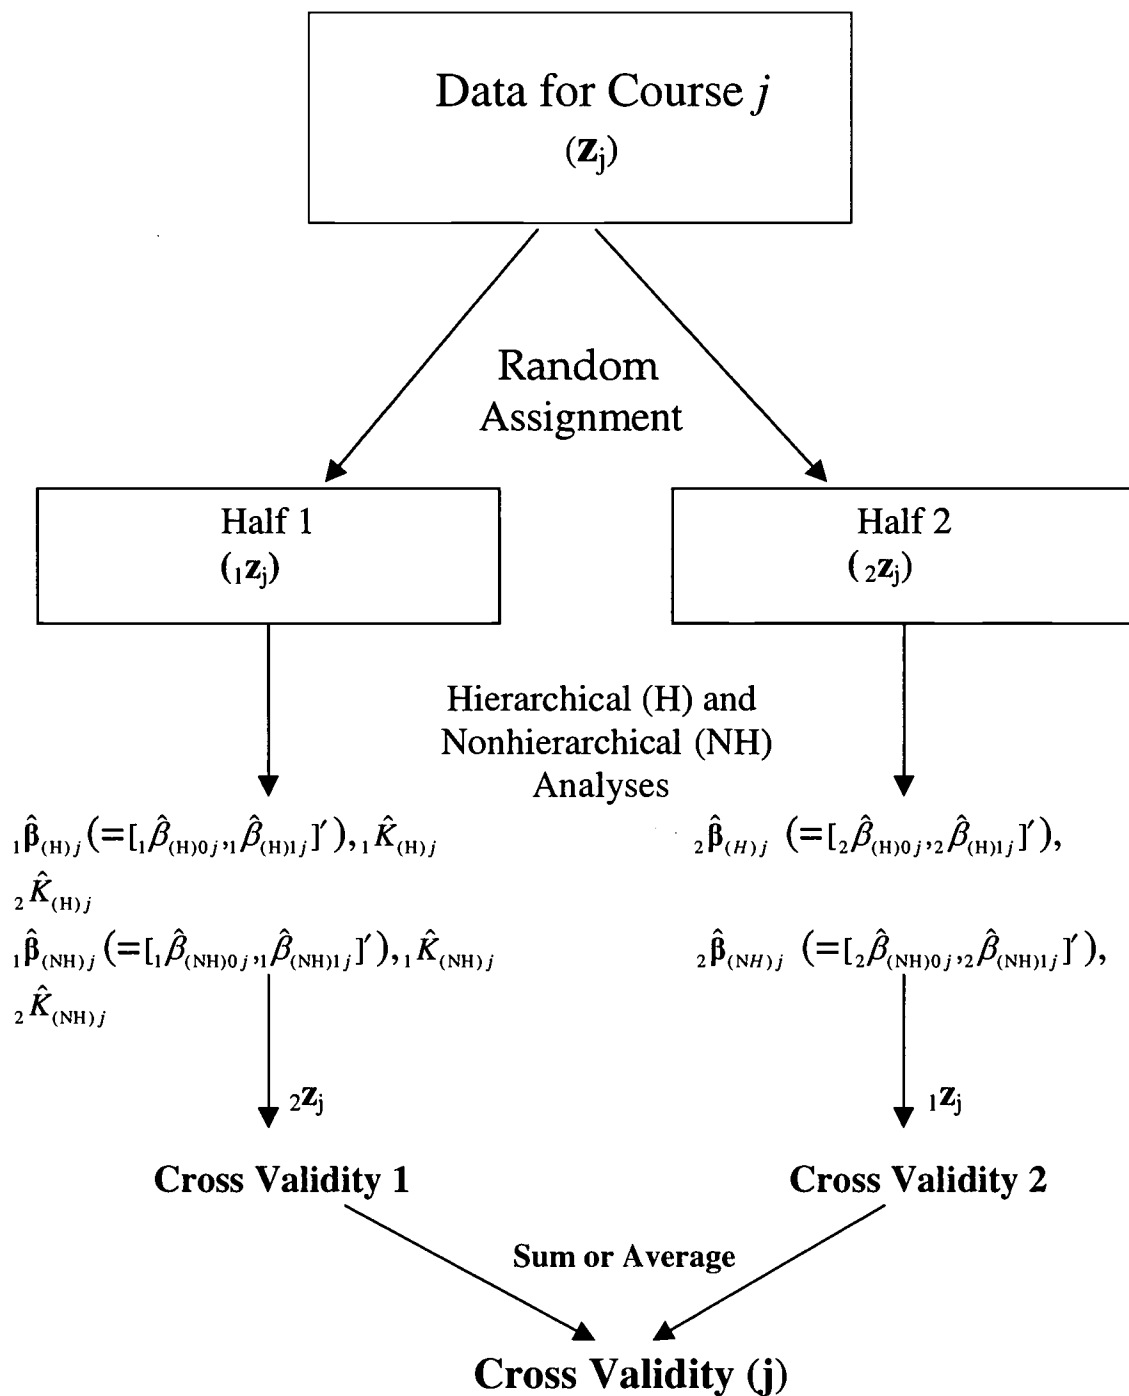 Data for Course j
(𝐳ⱼ)
Random
Assignment
Half 1
(₁𝐳ⱼ)
Half 2
(₂𝐳ⱼ)
Hierarchical (H) and
Nonhierarchical (NH)
Analyses
₁β̂₍H₎ⱼ (=[₁β̂₍H₎₀ⱼ,₁β̂₍H₎₁ⱼ]′),₁K̂₍H₎ⱼ
₂K̂₍H₎ⱼ
₁β̂₍NH₎ⱼ (=[₁β̂₍NH₎₀ⱼ,₁β̂₍NH₎₁ⱼ]′),₁K̂₍NH₎ⱼ
₂K̂₍NH₎ⱼ
₂β̂₍H₎ⱼ (=[₂β̂₍H₎₀ⱼ,₂β̂₍H₎₁ⱼ]′),
₂β̂₍NH₎ⱼ (=[₂β̂₍NH₎₀ⱼ,₂β̂₍NH₎₁ⱼ]′),
₂𝐳ⱼ
₁𝐳ⱼ
Cross Validity 1
Cross Validity 2
Sum or Average
Cross Validity (j)